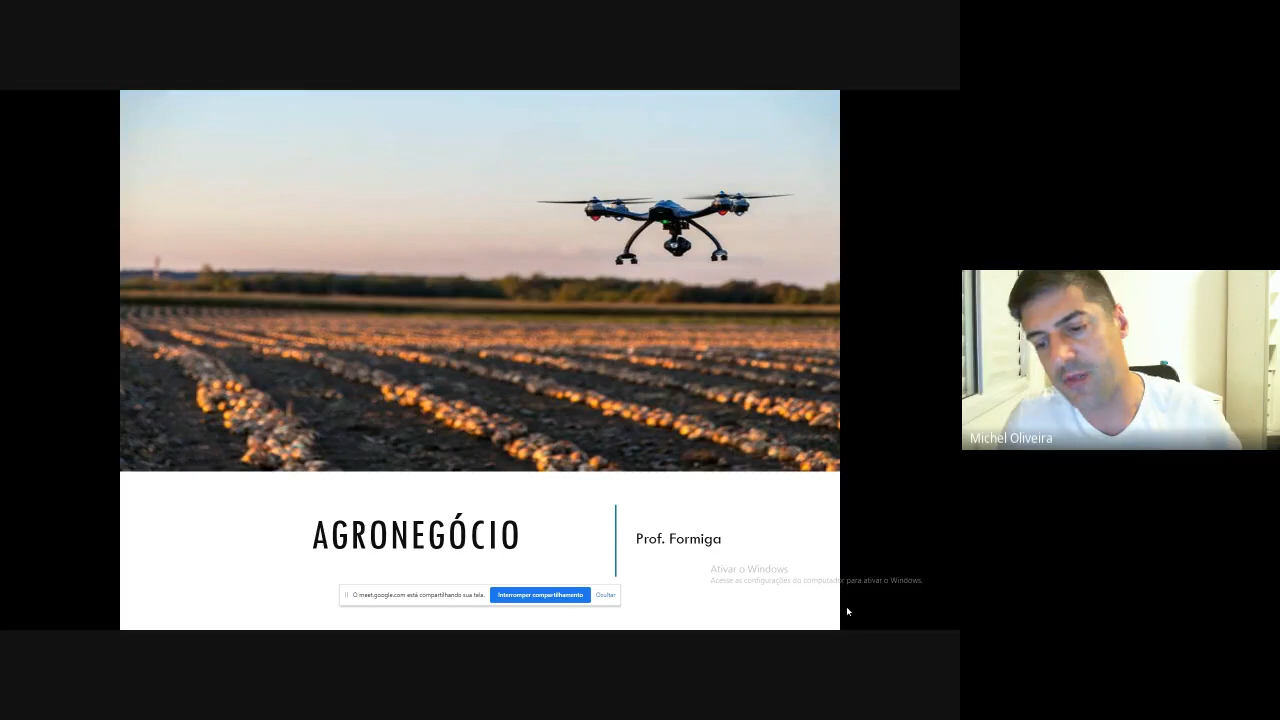 AGRONEGÓCIO
Prof. Formiga
Ativar o Windows
Acesse as configurações do computador para ativar o Windows.
O meet.google.com está compartilhando sua tela.
Interromper compartilhamento
Ocultar
Michel Oliveira